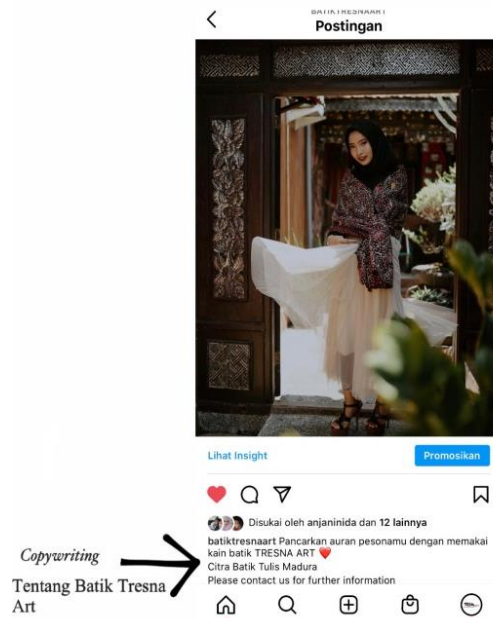 BATIKTRESNAART
Postingan
Lihat Insight
Promosikan
Disukai oleh anjaninida dan 12 lainnya
batiktresnaart Pancarkan auran pesonamu dengan memakai
kain batik TRESNA ART ❤️
Citra Batik Tulis Madura
Please contact us for further information
Copywriting
Tentang Batik Tresna
Art